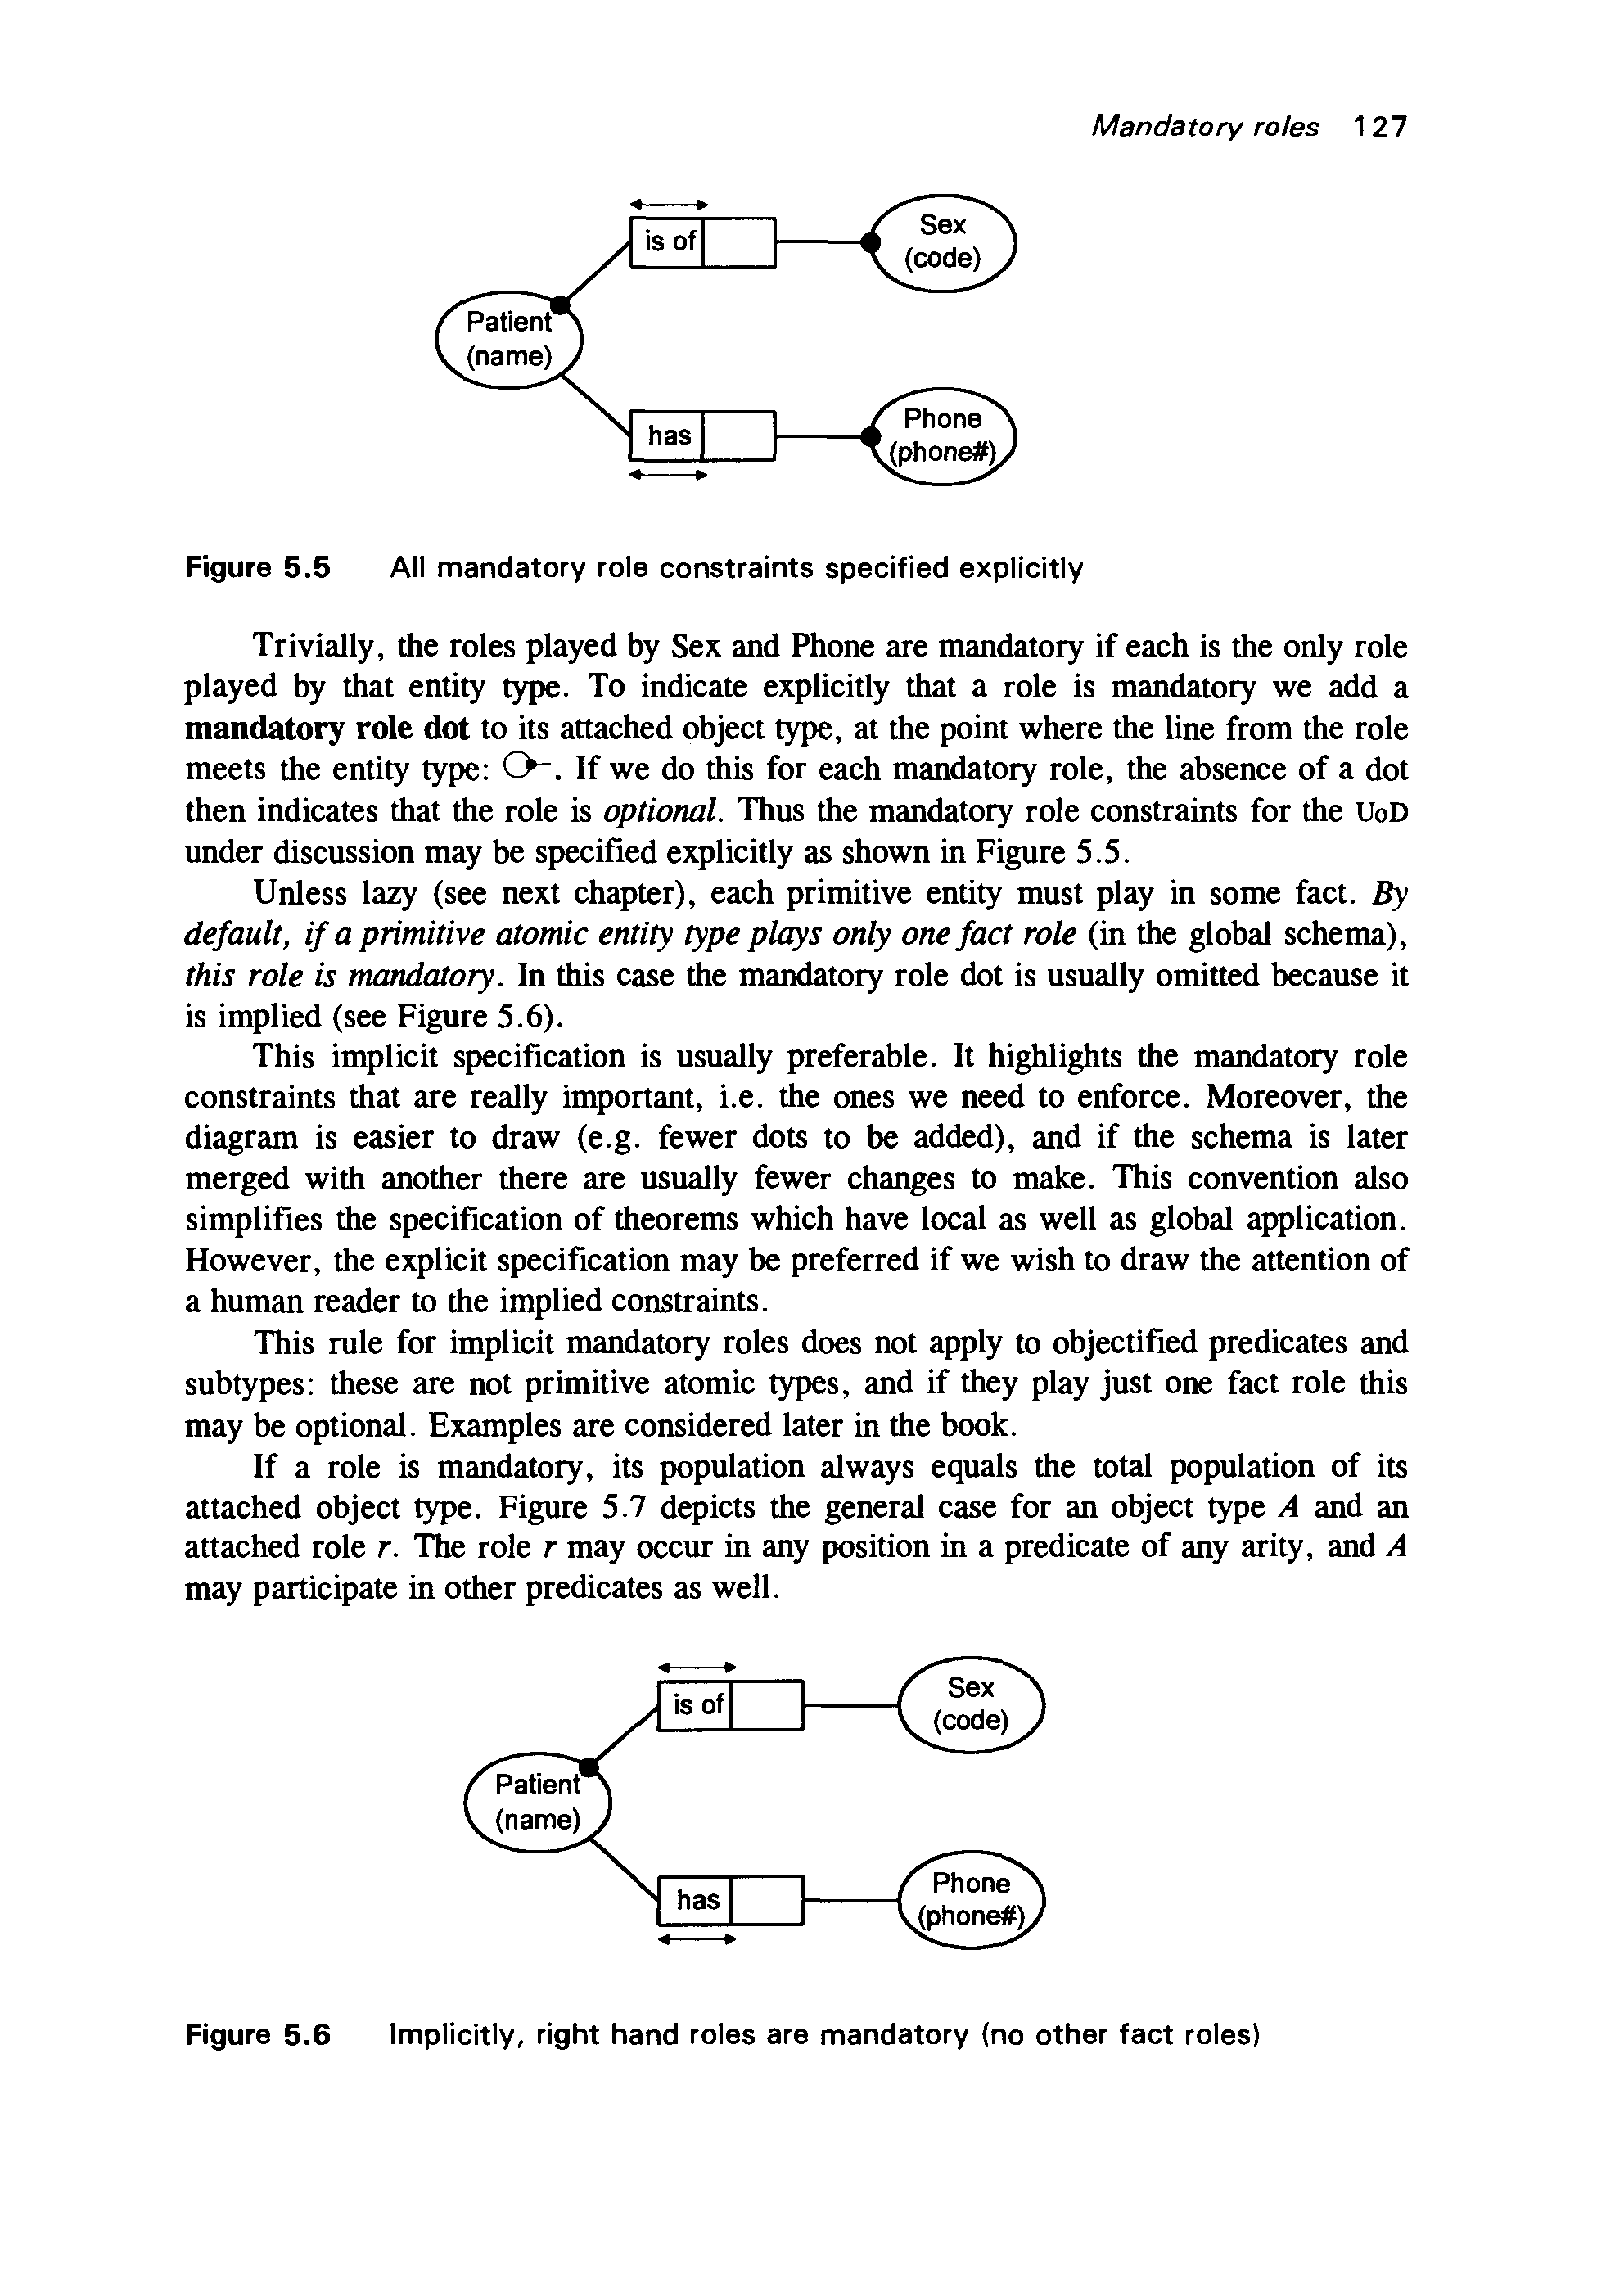 Mandatory roles 127
is of
Sex
(code)
Patient
(name)
has
Phone
(phone#)
Figure 5.5 All mandatory role constraints specified explicitly
Trivially, the roles played by Sex and Phone are mandatory if each is the only role
played by that entity type. To indicate explicitly that a role is mandatory we add a
mandatory role dot to its attached object type, at the point where the line from the role
meets the entity type: . If we do this for each mandatory role, the absence of a dot
then indicates that the role is optional. Thus the mandatory role constraints for the UoD
under discussion may be specified explicitly as shown in Figure 5.5.
Unless lazy (see next chapter), each primitive entity must play in some fact. By
default, if a primitive atomic entity type plays only one fact role (in the global schema),
this role is mandatory. In this case the mandatory role dot is usually omitted because it
is implied (see Figure 5.6).
This implicit specification is usually preferable. It highlights the mandatory role
constraints that are really important, i.e. the ones we need to enforce. Moreover, the
diagram is easier to draw (e.g. fewer dots to be added), and if the schema is later
merged with another there are usually fewer changes to make. This convention also
simplifies the specification of theorems which have local as well as global application.
However, the explicit specification may be preferred if we wish to draw the attention of
a human reader to the implied constraints.
This rule for implicit mandatory roles does not apply to objectified predicates and
subtypes: these are not primitive atomic types, and if they play just one fact role this
may be optional. Examples are considered later in the book.
If a role is mandatory, its population always equals the total population of its
attached object type. Figure 5.7 depicts the general case for an object type A and an
attached role r. The role r may occur in any position in a predicate of any arity, and A
may participate in other predicates as well.
is of
Sex
(code)
Patient
(name)
has
Phone
(phone#)
Figure 5.6 Implicitly, right hand roles are mandatory (no other fact roles)